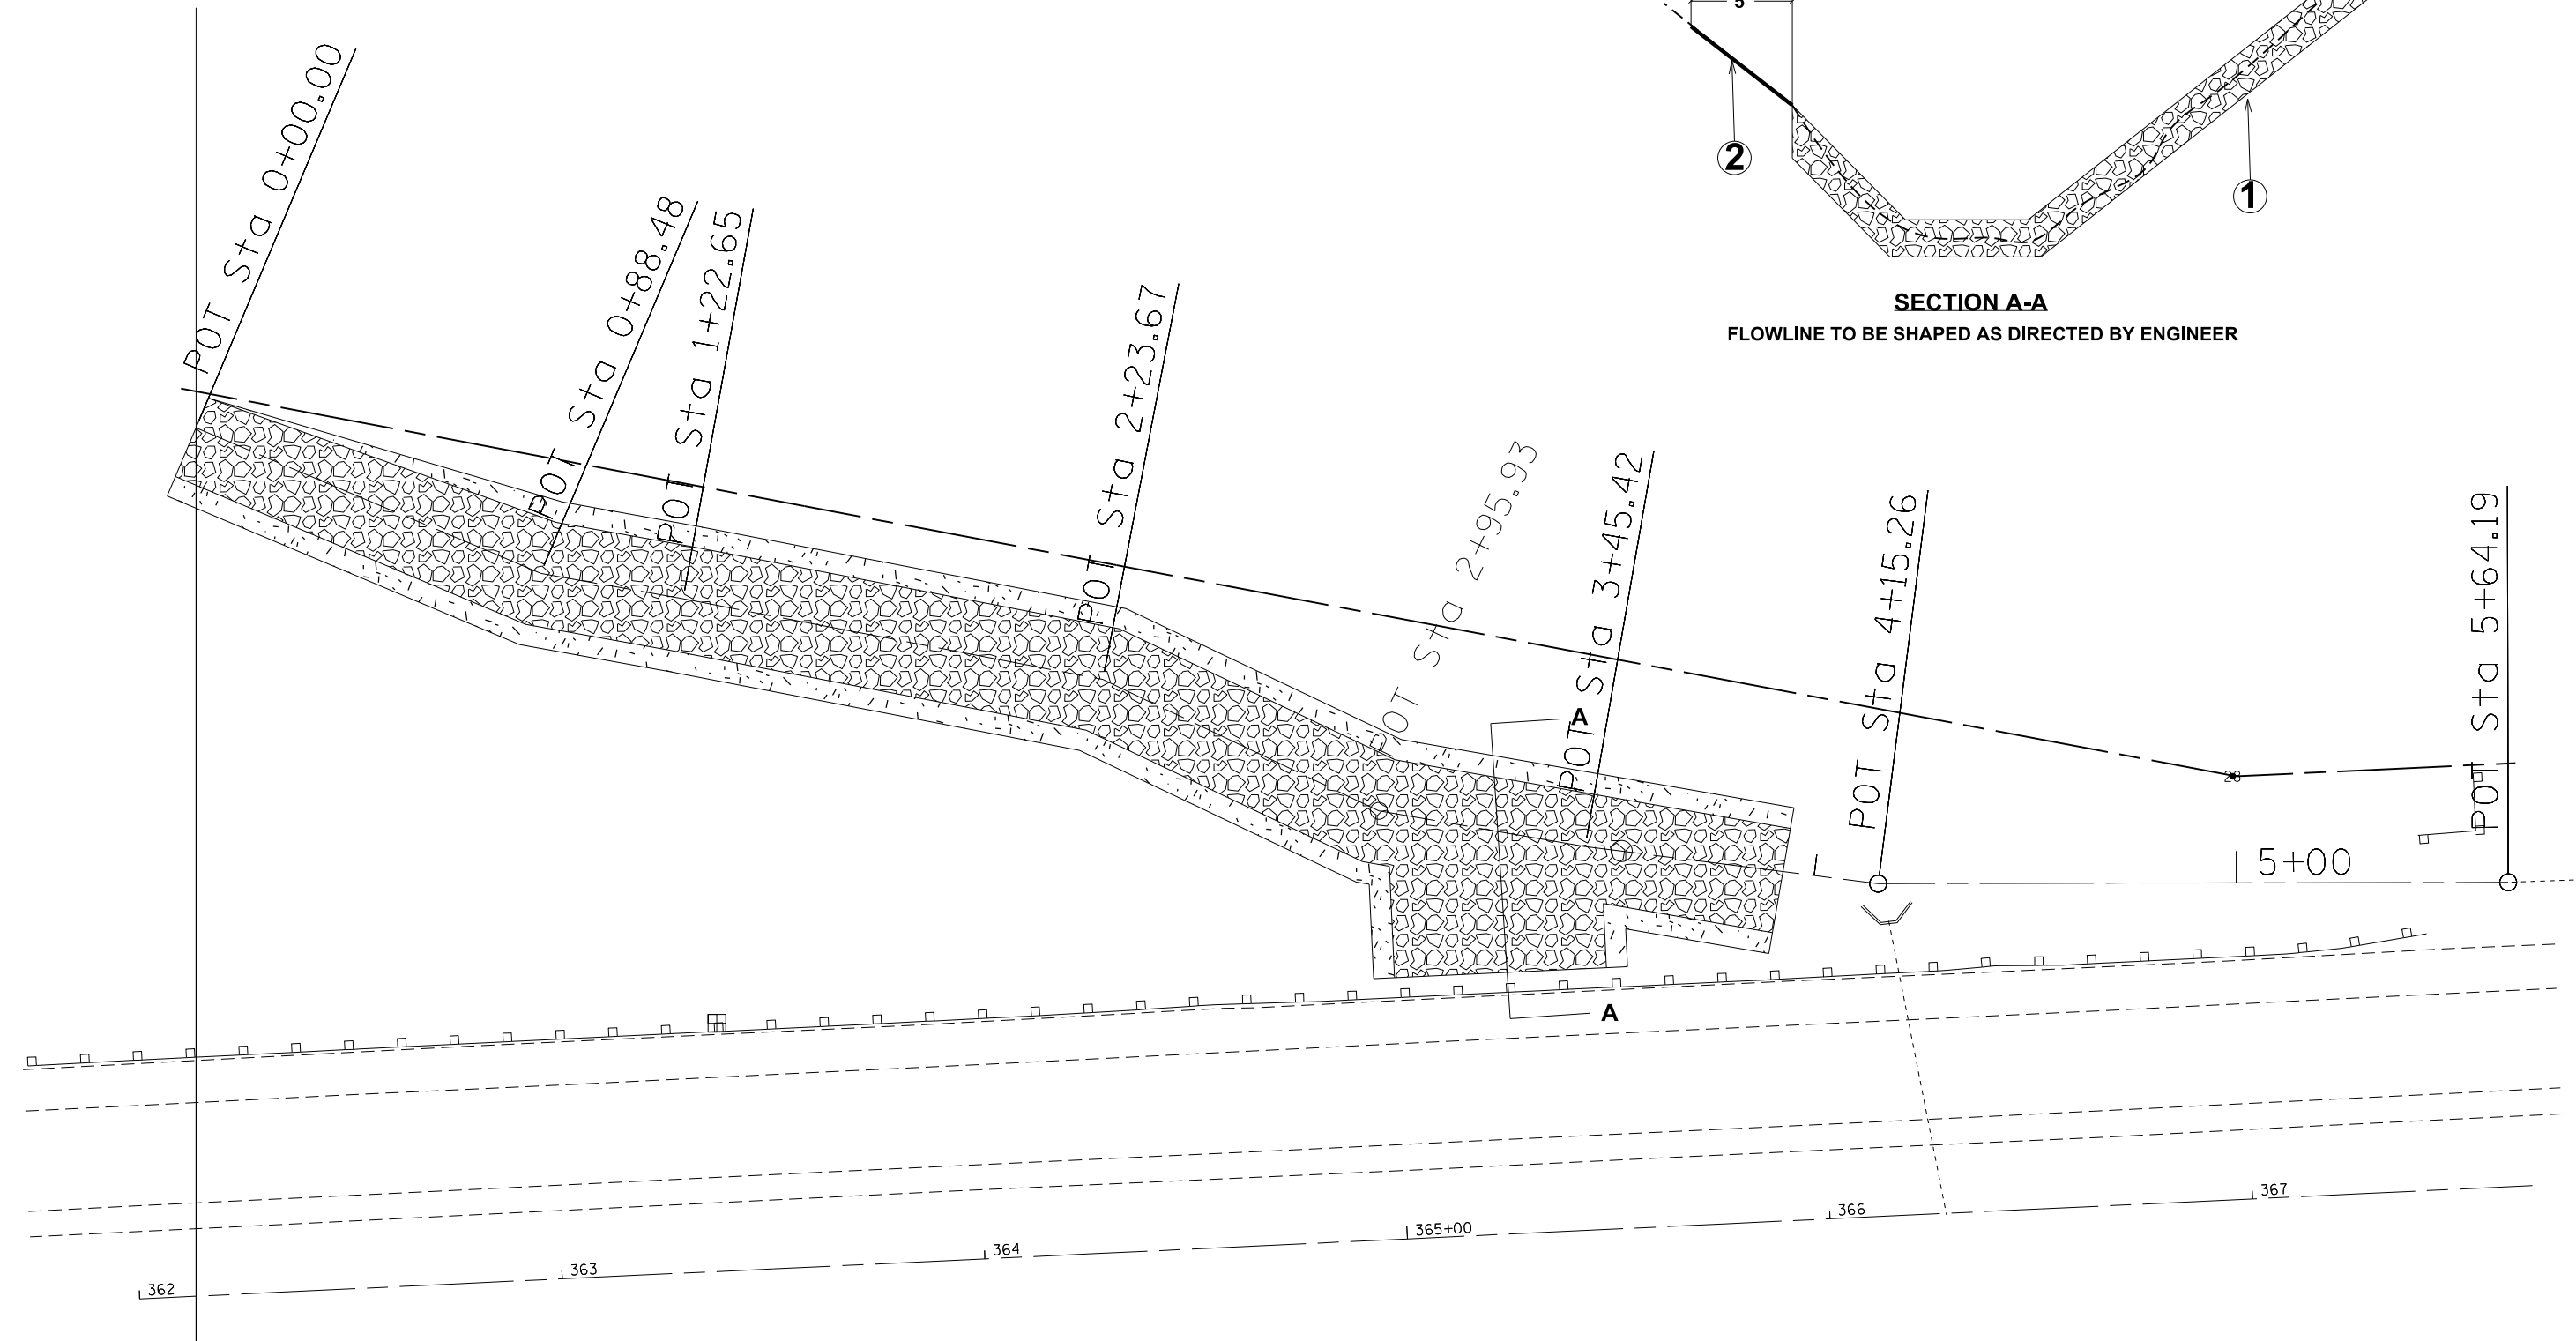 5
2
1
SECTION A-A
FLOWLINE TO BE SHAPED AS DIRECTED BY ENGINEER
POT Sta 0+00.00
POT Sta 0+88.48
POT Sta 1+22.65
POT Sta 2+23.67
POT Sta 2+95.93
POT Sta 3+45.42
POT Sta 4+15.26
POT Sta 5+64.19
A
5+00
A
362
363
364
365+00
366
367